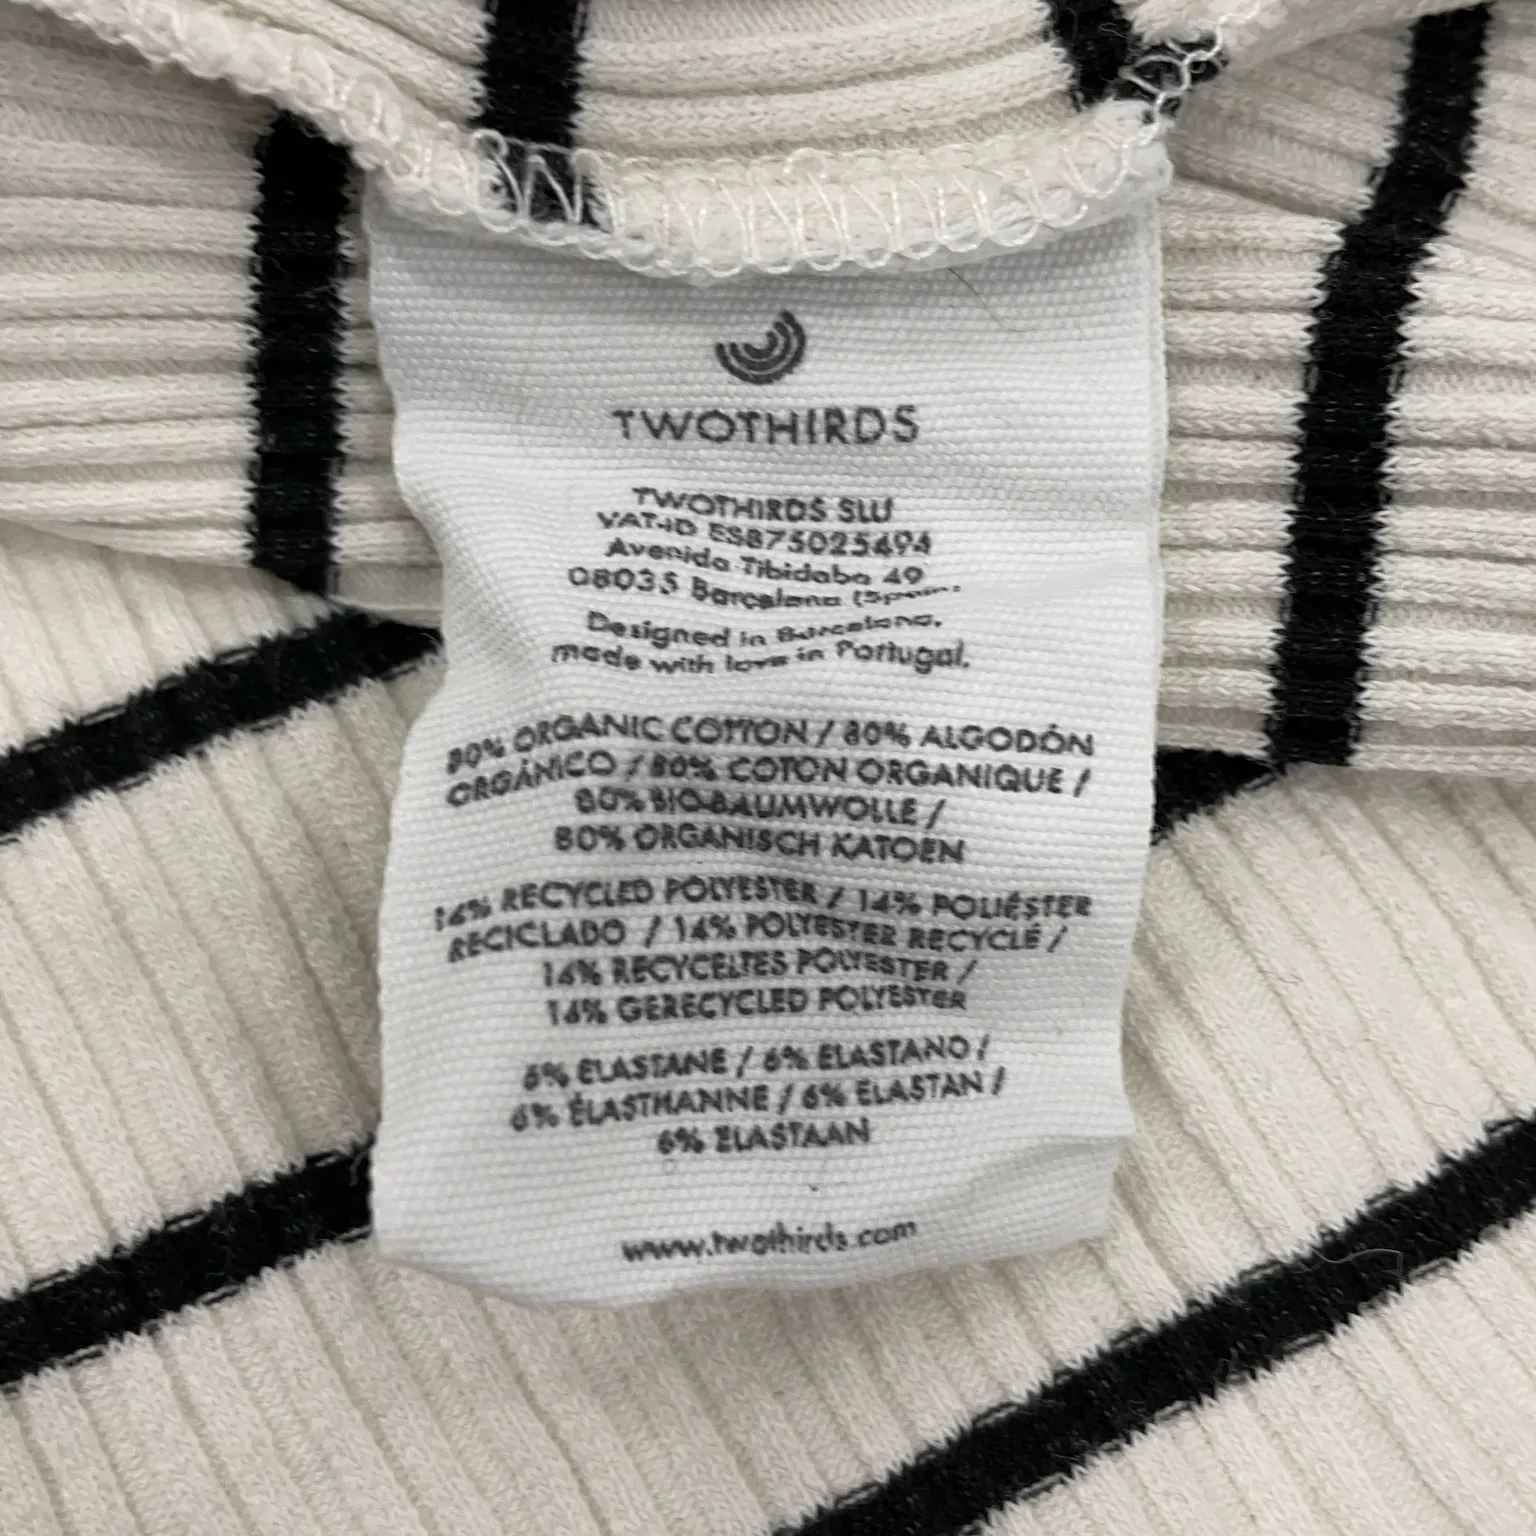 TWOTHIRDS
TWOTHIRDS SLU
VAT-ID ESB75025494
Avenida Tibidabo 49
08035 Barcelona (Spain)
Designed in Barcelona,
made with love in Portugal.
80% ORGANIC COTTON / 80% ALGODÓN
ORGÁNICO / 80% COTON ORGANIQUE /
80% BIO-BAUMWOLLE /
80% ORGANISCH KATOEN
14% RECYCLED POLYESTER / 14% POLIÉSTER
RECICLADO / 14% POLYESTER RECYCLÉ /
14% RECYCELTES POLYESTER /
14% GERECYCLED POLYESTER
6% ELASTANE / 6% ELASTANO /
6% ÉLASTHANNE / 6% ELASTAN /
6% ELASTAAN
www.twothirds.com